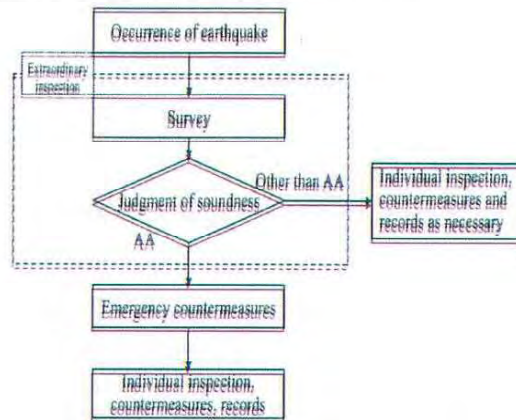 Occurrence of earthquake
Extraordinary
inspection
Survey
Judgment of soundness
Other than AA
AA
Individual inspection,
countermeasures and
records as necessary
Emergency countermeasures
Individual inspection,
countermeasures, records